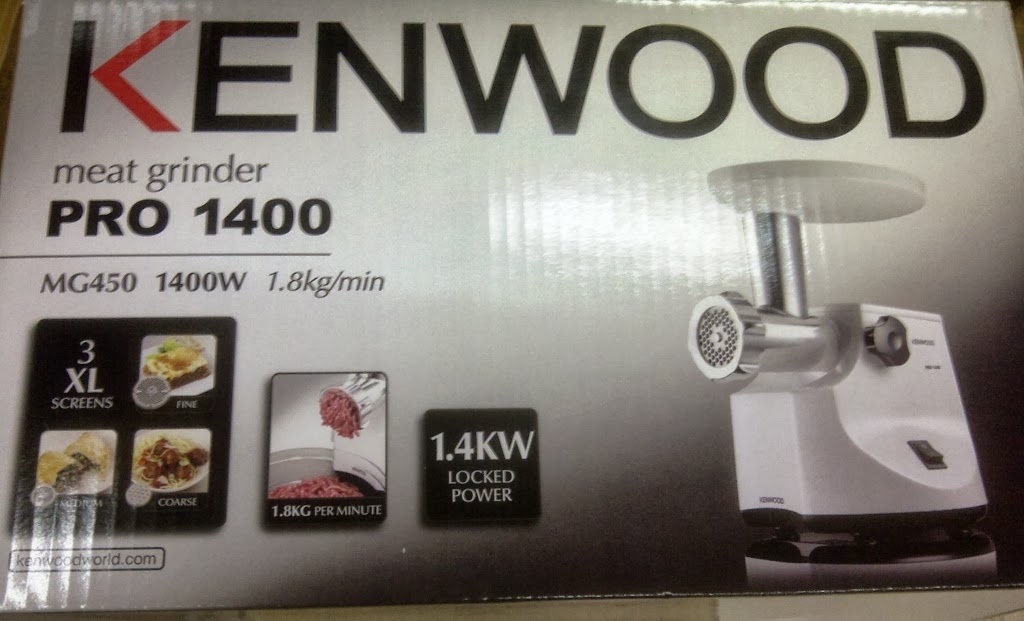 KENWOOD
meat grinder
PRO 1400
MG450 1400W 1.8kg/min
3
XL
SCREENS
FINE
MEDIUM
COARSE
1.8KG PER MINUTE
1.4KW
LOCKED
POWER
kenwoodworld.com
KENWOOD
KENWOOD